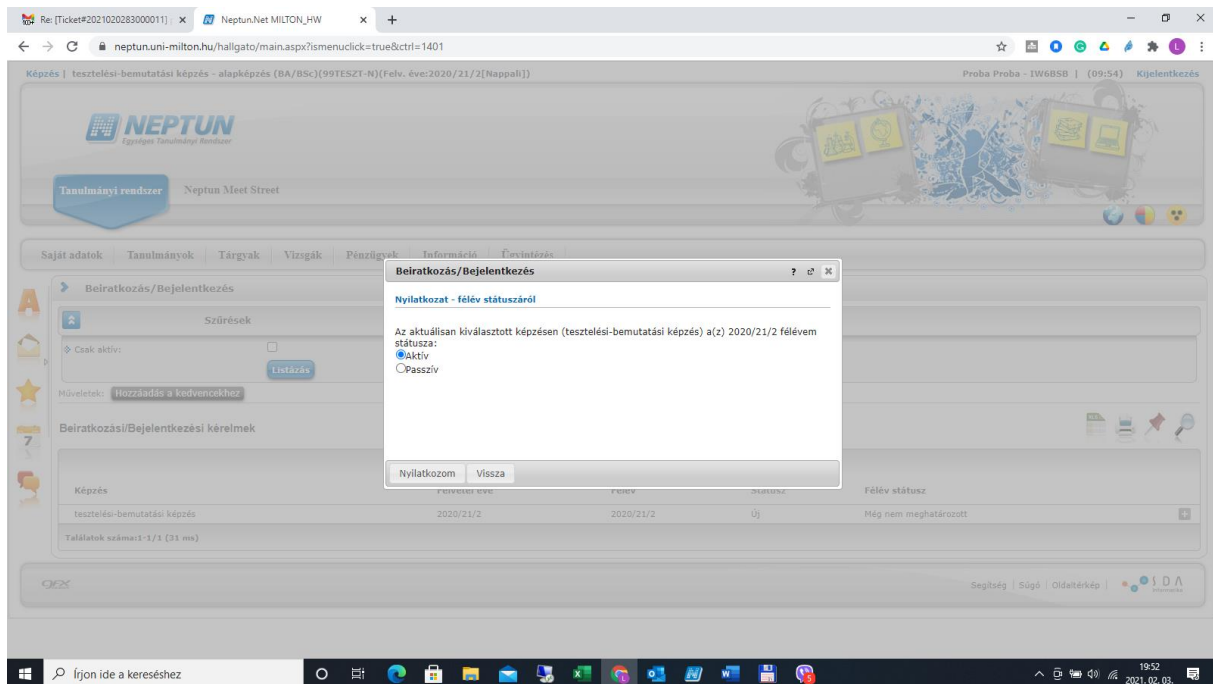 Re: [Ticket#2021020283000011]
Neptun.Net MILTON_HW
neptun.uni-milton.hu/hallgato/main.aspx?ismenuclick=true&ctrl=1401
L
Képzés | tesztelési-bemutatási képzés - alapképzés (BA/BSc)(99TESZT-N)(Felv. éve:2020/21/2[Nappali])
Proba Proba - IW6BSB | (09:54) Kijelentkezés
NEPTUN
Egységes Tanulmányi Rendszer
Tanulmányi rendszer
Neptun Meet Street
Saját adatok Tanulmányok Tárgyak Vizsgák Pénzügyek Információ Ügyintézés
Beiratkozás/Bejelentkezés
Szűrések
Csak aktív:
Listázás
Műveletek: Hozzáadás a kedvencekhez
Beiratkozási/Bejelentkezési kérelmek
7
Beiratkozás/Bejelentkezés
Nyilatkozat - félév státuszáról
Az aktuálisan kiválasztott képzésen (tesztelési-bemutatási képzés) a(z) 2020/21/2 félévem
státusza:
Aktív
Passzív
Nyilatkozom Vissza
Képzés Felvétel éve Félév Státusz Félév státusz
tesztelési-bemutatási képzés 2020/21/2 2020/21/2 Új Még nem meghatározott
Találatok száma:1-1/1 (31 ms)
Segítség | Súgó | Oldaltérkép |
SDA
Írjon ide a kereséshez
19:52
2021. 02. 03.